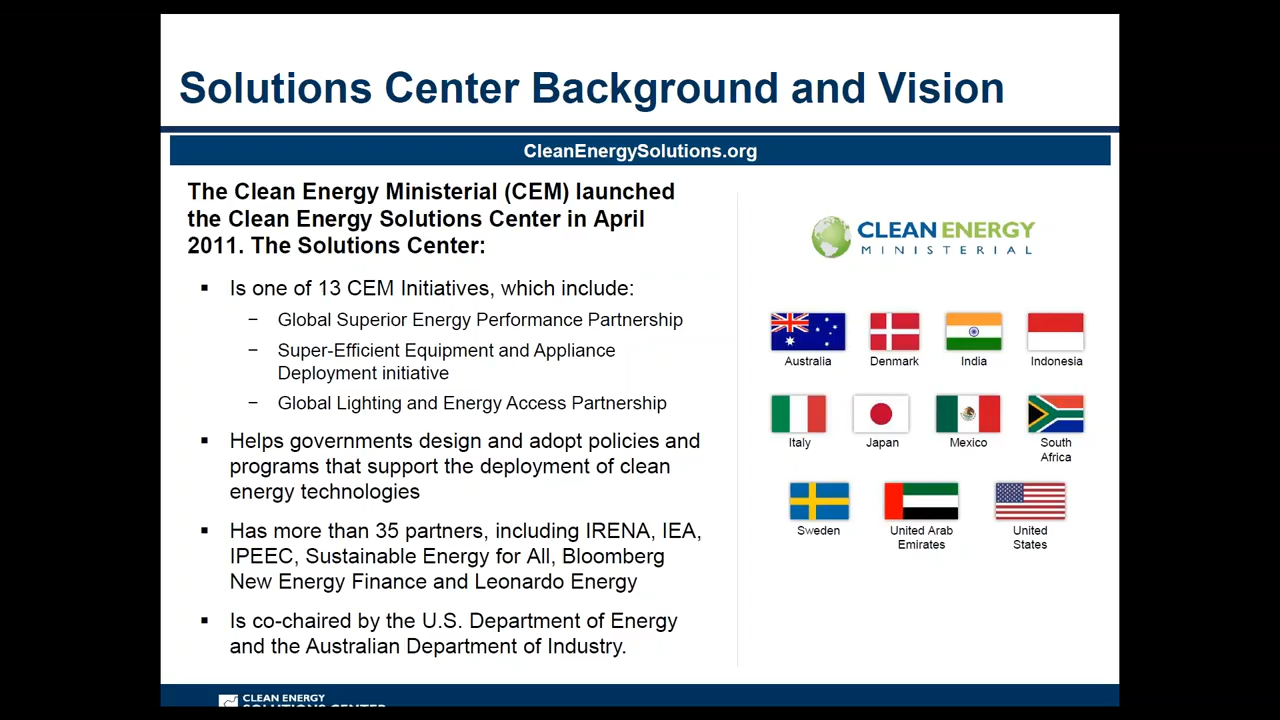 Solutions Center Background and Vision
CleanEnergySolutions.org
The Clean Energy Ministerial (CEM) launched
the Clean Energy Solutions Center in April
2011. The Solutions Center:
▪ Is one of 13 CEM Initiatives, which include:
− Global Superior Energy Performance Partnership
− Super-Efficient Equipment and Appliance
Deployment initiative
− Global Lighting and Energy Access Partnership
▪ Helps governments design and adopt policies and
programs that support the deployment of clean
energy technologies
▪ Has more than 35 partners, including IRENA, IEA,
IPEEC, Sustainable Energy for All, Bloomberg
New Energy Finance and Leonardo Energy
▪ Is co-chaired by the U.S. Department of Energy
and the Australian Department of Industry.
CLEAN ENERGY
MINISTERIAL
Australia
Denmark
India
Indonesia
Italy
Japan
Mexico
South
Africa
Sweden
United Arab
Emirates
United
States
CLEAN ENERGY
SOLUTIONS CENTER